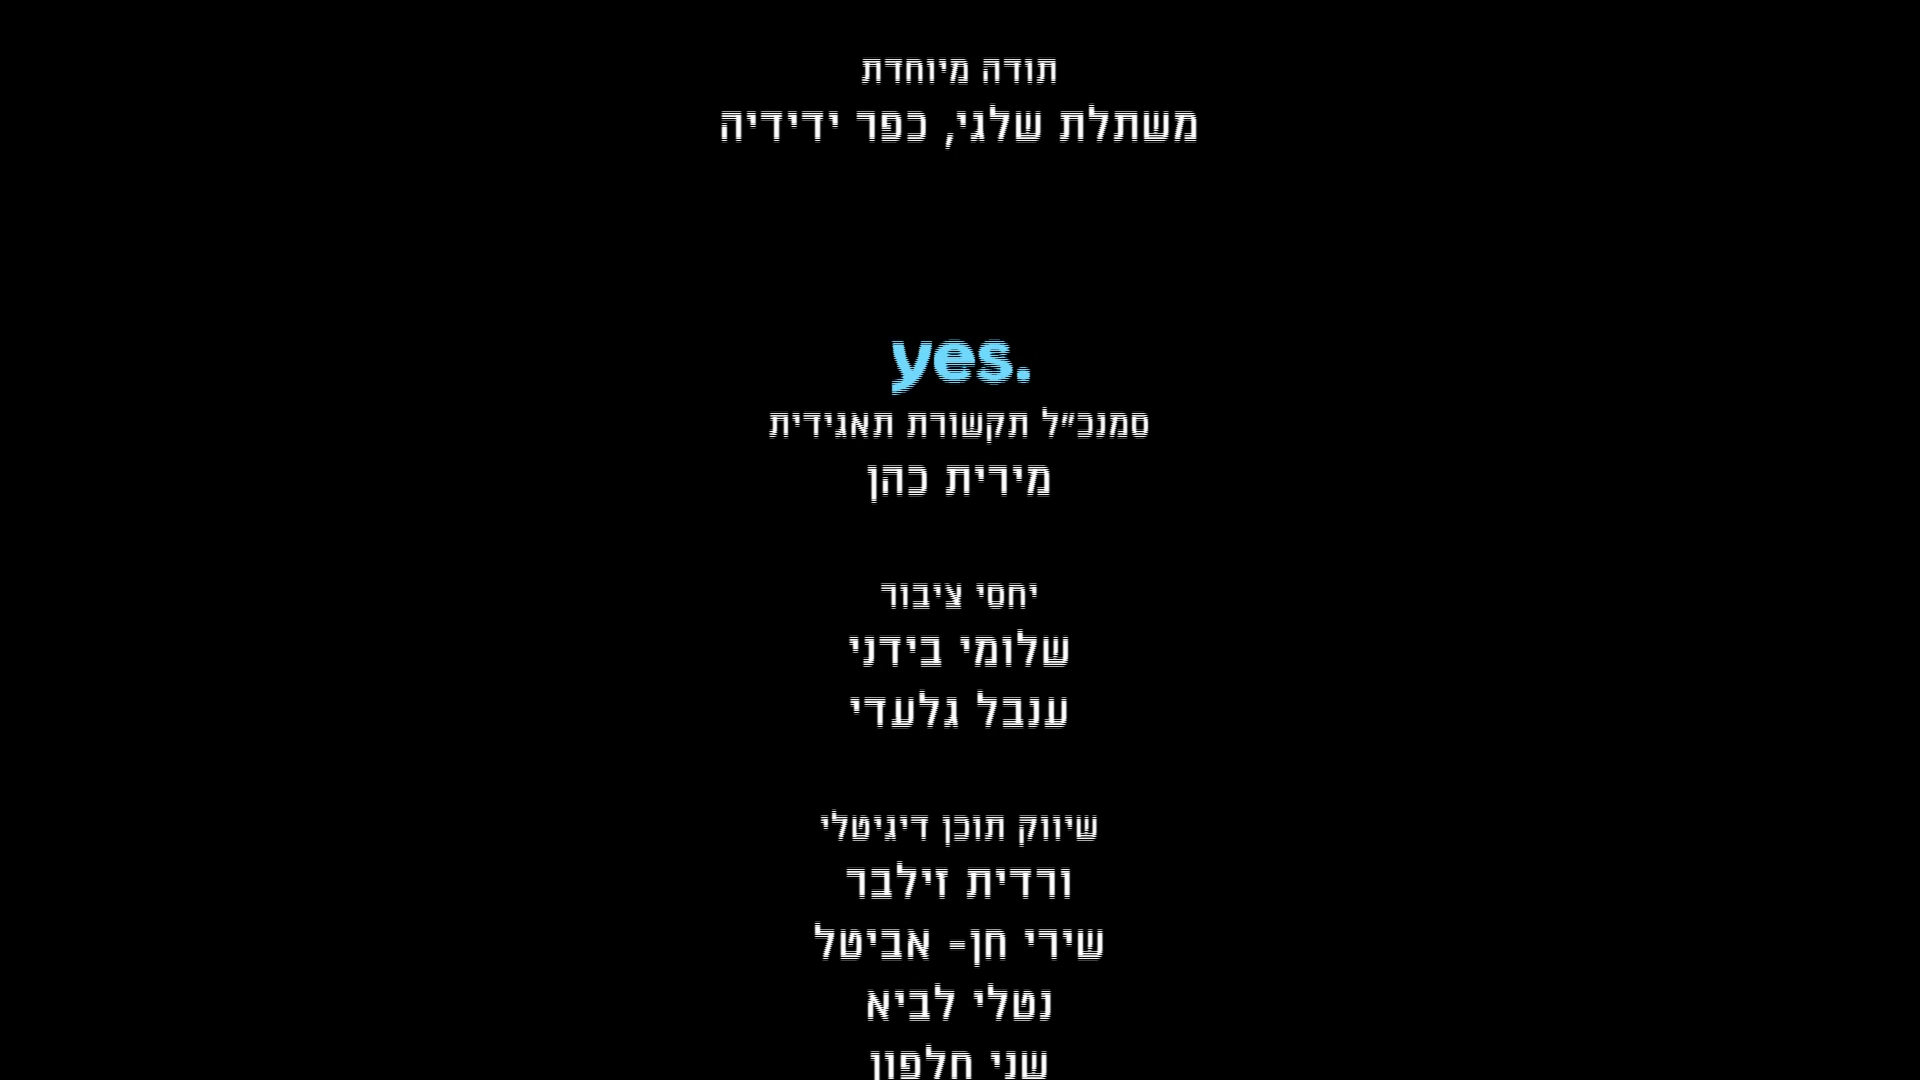 תודה מיוחדת
משתלת שלגי, כפר ידידיה
yes.
סמנכ״ל תקשורת תאגידית
מירית כהן
יחסי ציבור
שלומי בידני
ענבל גלעדי
שיווק תוכן דיגיטלי
ורדית זילבר
שירי חן- אביטל
נטלי לביא
שני חלפון